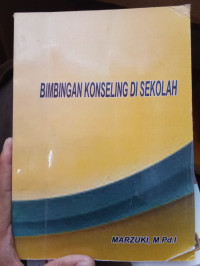 BIMBINGAN KONSELING DI SEKOLAH
MARZUKI, M.Pd.I